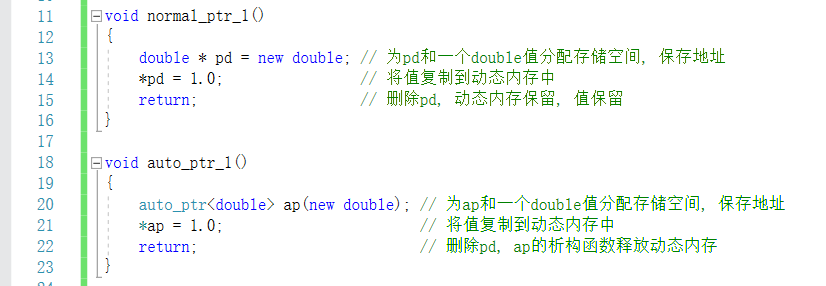 11 void normal_ptr_1()
12 {
13 double * pd = new double; // 为pd和一个double值分配存储空间, 保存地址
14 *pd = 1.0; // 将值复制到动态内存中
15 return; // 删除pd, 动态内存保留, 值保留
16 }
17
18 void auto_ptr_1()
19 {
20 auto_ptr<double> ap(new double); // 为ap和一个double值分配存储空间, 保存地址
21 *ap = 1.0; // 将值复制到动态内存中
22 return; // 删除pd, ap的析构函数释放动态内存
23 }